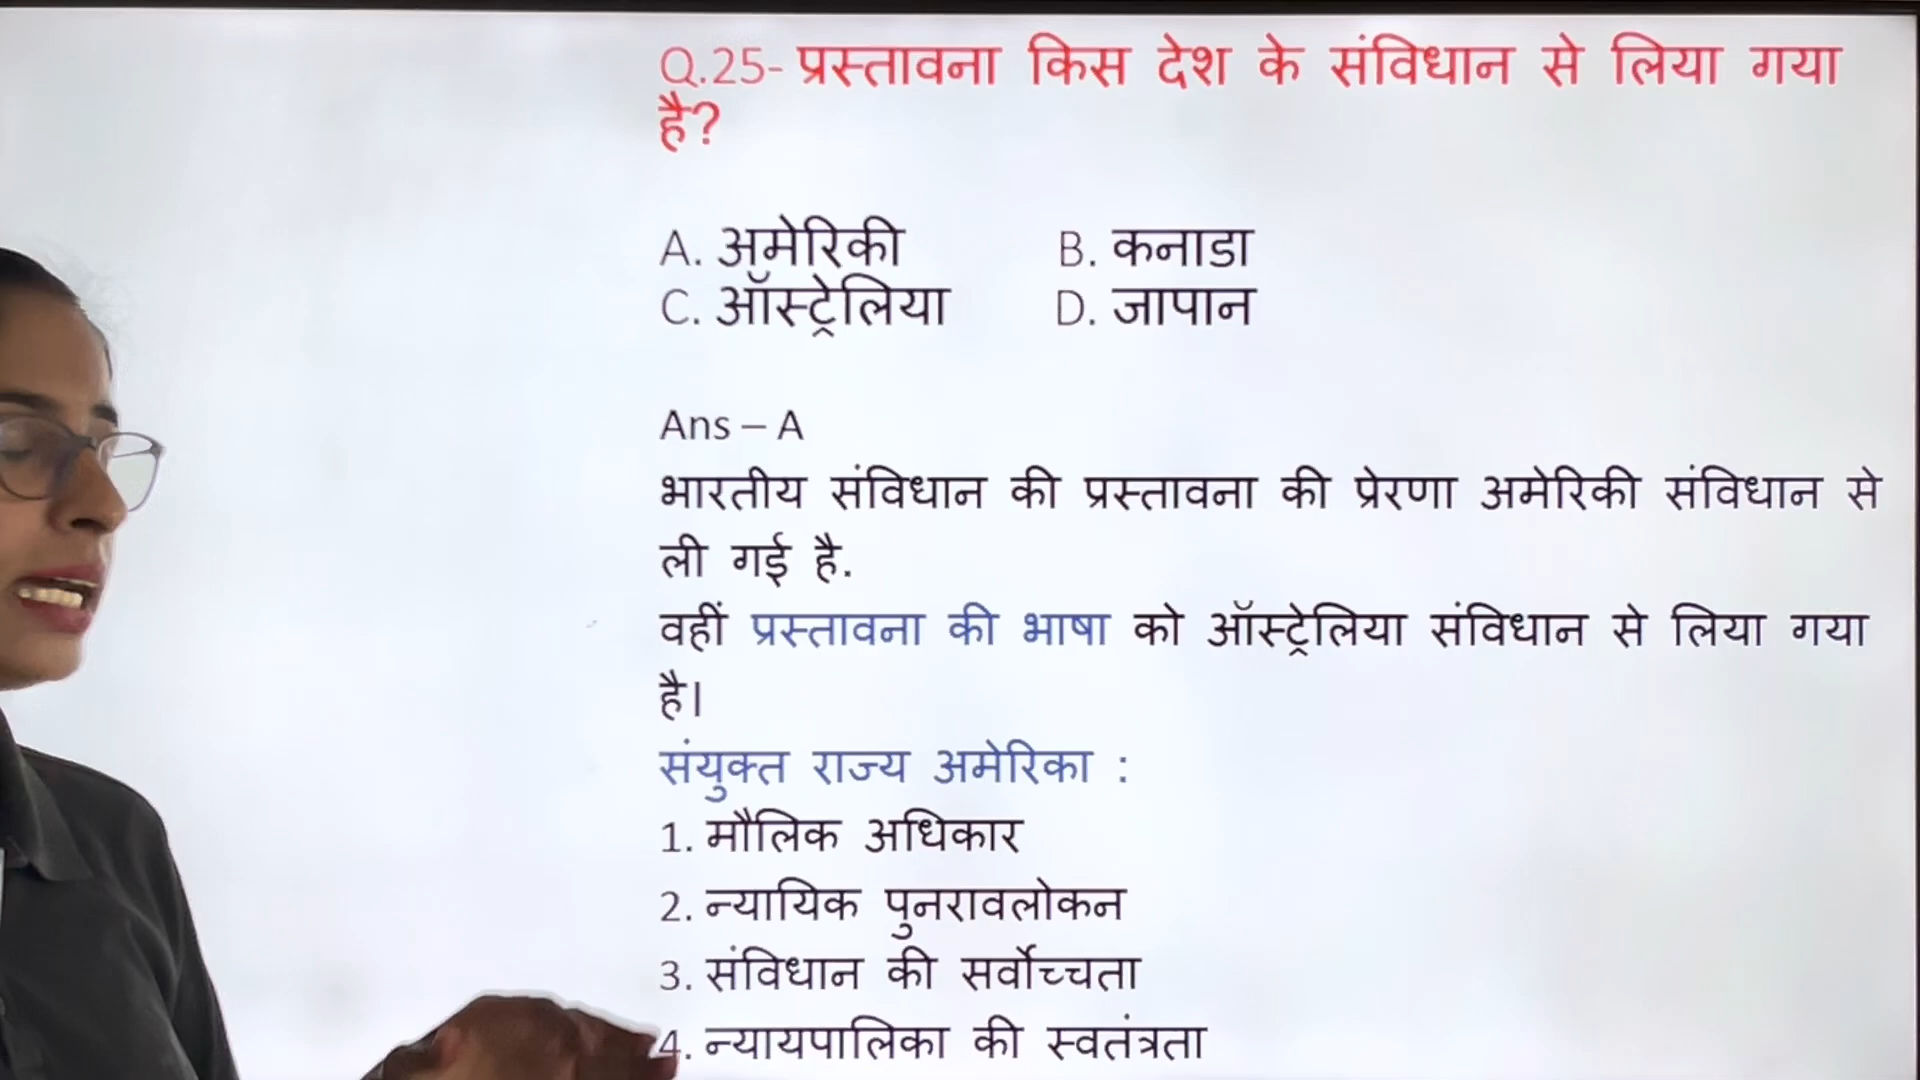 Q.25- प्रस्तावना किस देश के संविधान से लिया गया
है?
A. अमेरिकी B. कनाडा
C. ऑस्ट्रेलिया D. जापान
Ans – A
भारतीय संविधान की प्रस्तावना की प्रेरणा अमेरिकी संविधान से
ली गई है.
वहीं प्रस्तावना की भाषा को ऑस्ट्रेलिया संविधान से लिया गया
है।
संयुक्त राज्य अमेरिका :
1. मौलिक अधिकार
2. न्यायिक पुनरावलोकन
3. संविधान की सर्वोच्चता
4. न्यायपालिका की स्वतंत्रता